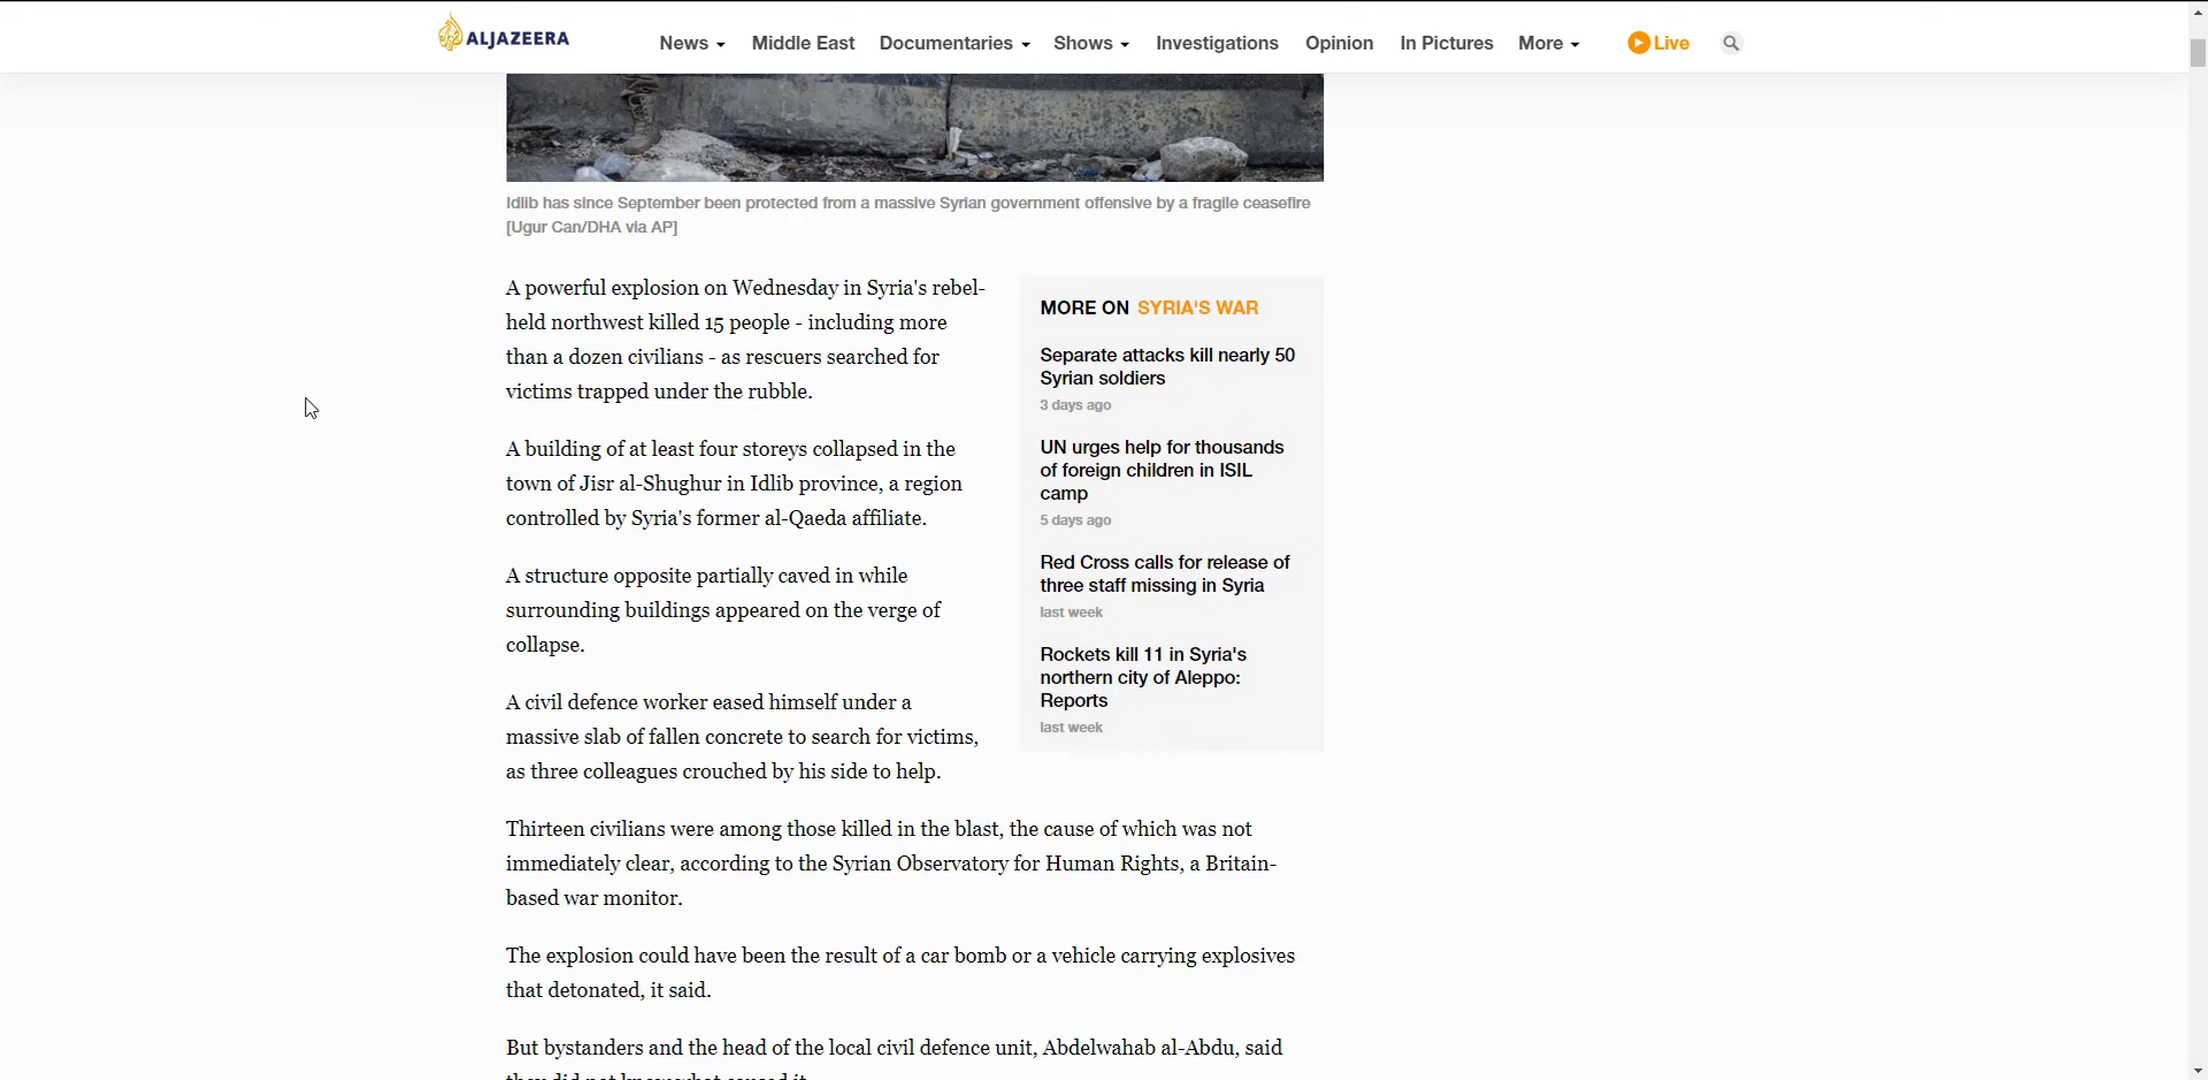 ALJAZEERA
News Middle East Documentaries Shows Investigations Opinion In Pictures More Live
Idlib has since September been protected from a massive Syrian government offensive by a fragile ceasefire
[Ugur Can/DHA via AP]
A powerful explosion on Wednesday in Syria's rebel-
held northwest killed 15 people - including more
than a dozen civilians - as rescuers searched for
victims trapped under the rubble.
A building of at least four storeys collapsed in the
town of Jisr al-Shughur in Idlib province, a region
controlled by Syria's former al-Qaeda affiliate.
A structure opposite partially caved in while
surrounding buildings appeared on the verge of
collapse.
A civil defence worker eased himself under a
massive slab of fallen concrete to search for victims,
as three colleagues crouched by his side to help.
MORE ON SYRIA'S WAR
Separate attacks kill nearly 50
Syrian soldiers
3 days ago
UN urges help for thousands
of foreign children in ISIL
camp
5 days ago
Red Cross calls for release of
three staff missing in Syria
last week
Rockets kill 11 in Syria's
northern city of Aleppo:
Reports
last week
Thirteen civilians were among those killed in the blast, the cause of which was not
immediately clear, according to the Syrian Observatory for Human Rights, a Britain-
based war monitor.
The explosion could have been the result of a car bomb or a vehicle carrying explosives
that detonated, it said.
But bystanders and the head of the local civil defence unit, Abdelwahab al-Abdu, said
they did not know what caused it.